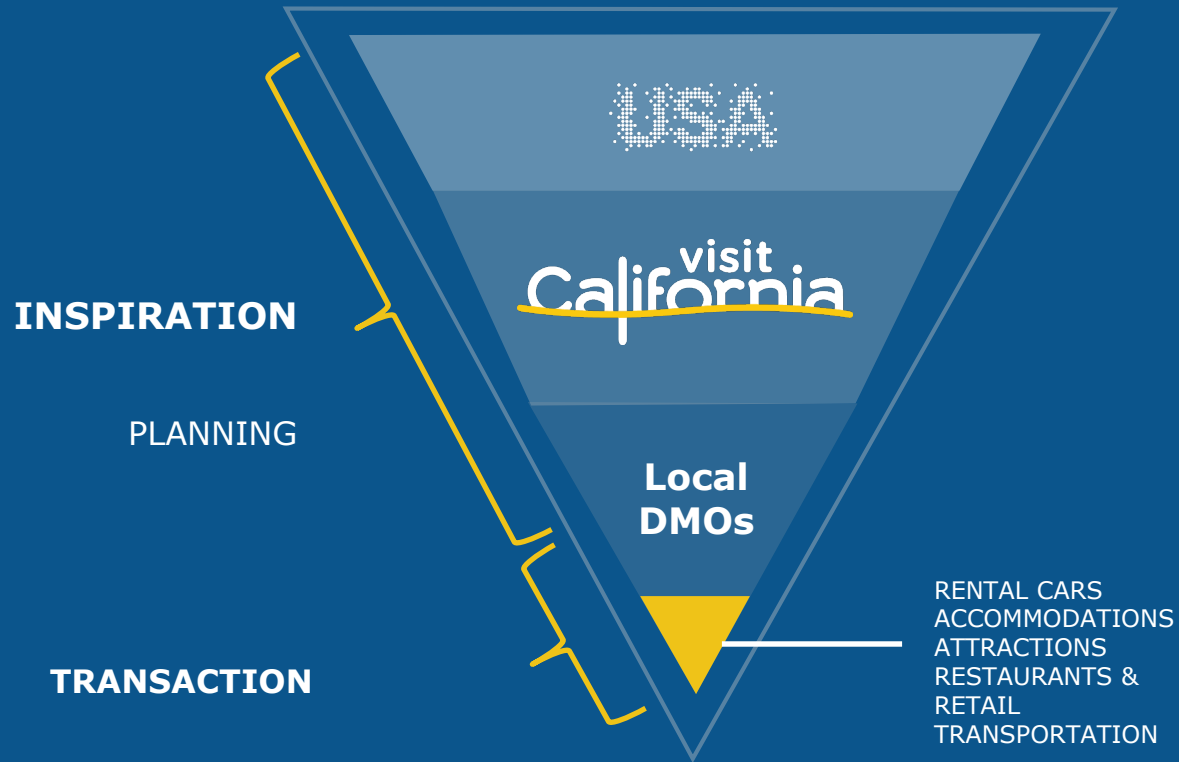 USA
visit
California
INSPIRATION
PLANNING
Local
DMOs
TRANSACTION
RENTAL CARS
ACCOMMODATIONS
ATTRACTIONS
RESTAURANTS &
RETAIL
TRANSPORTATION